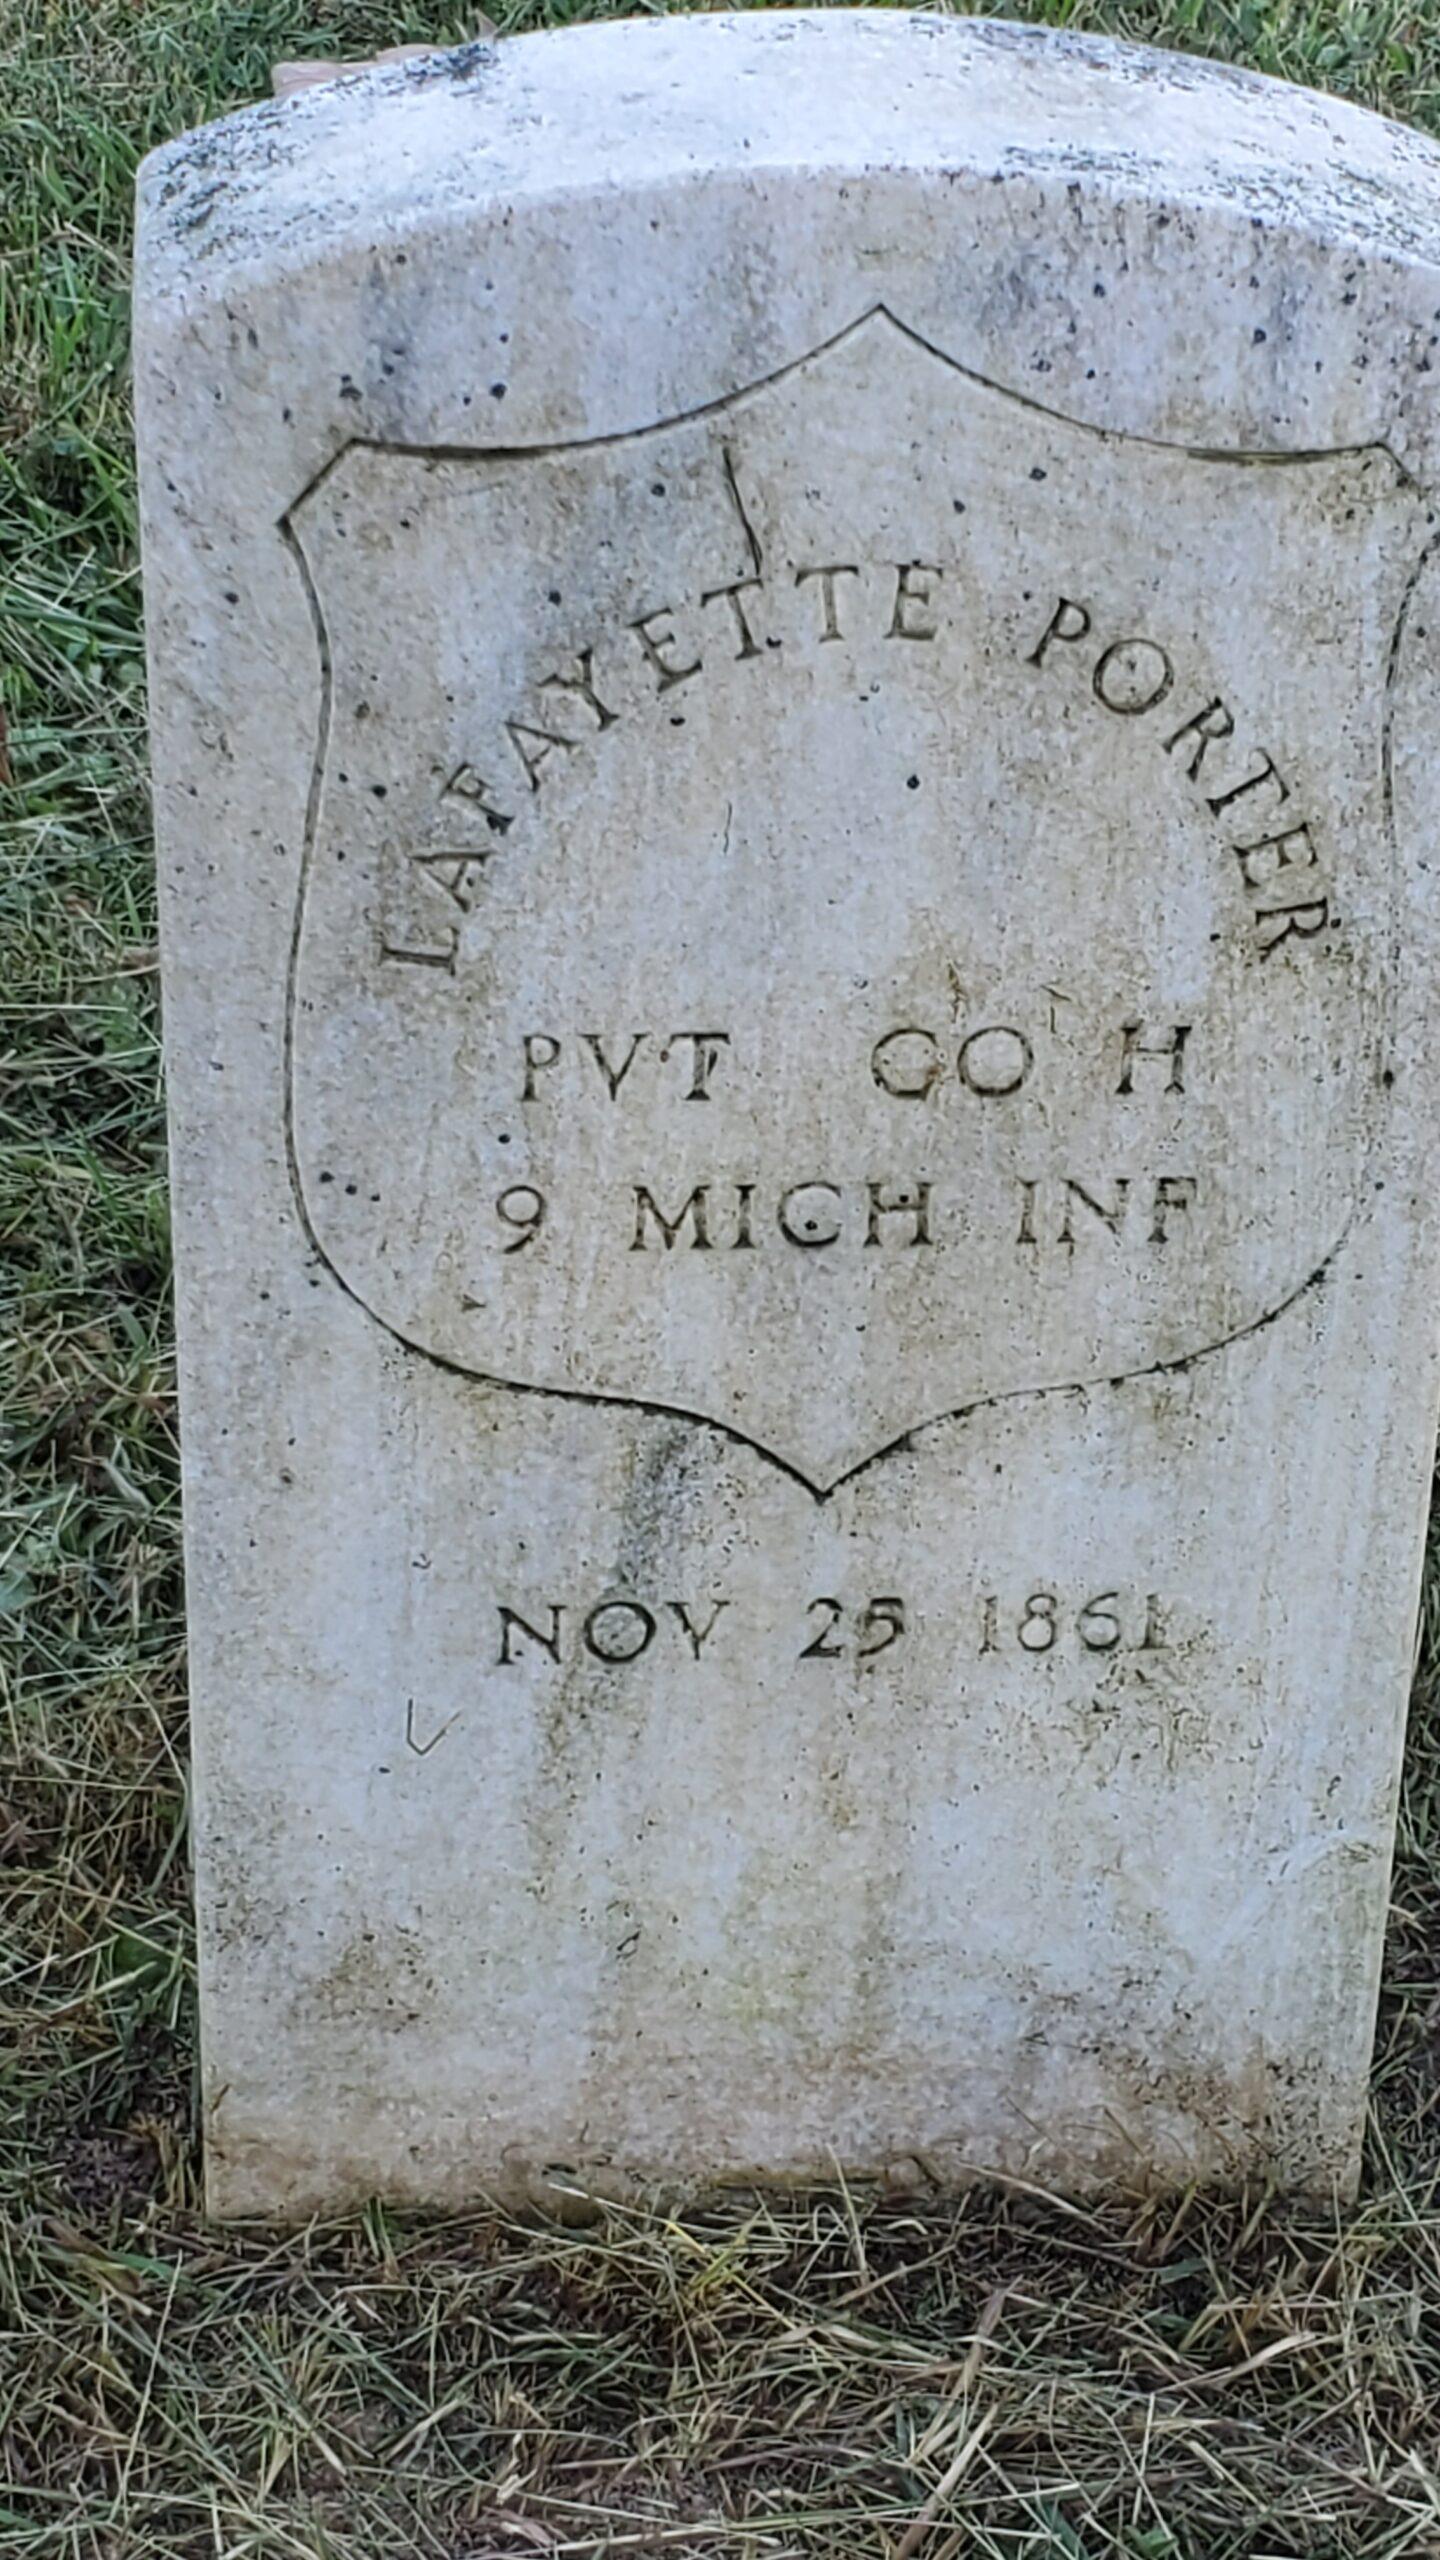 LAFAYETTE PORTER
PVT CO H
9 MICH INF
NOV 25 1861